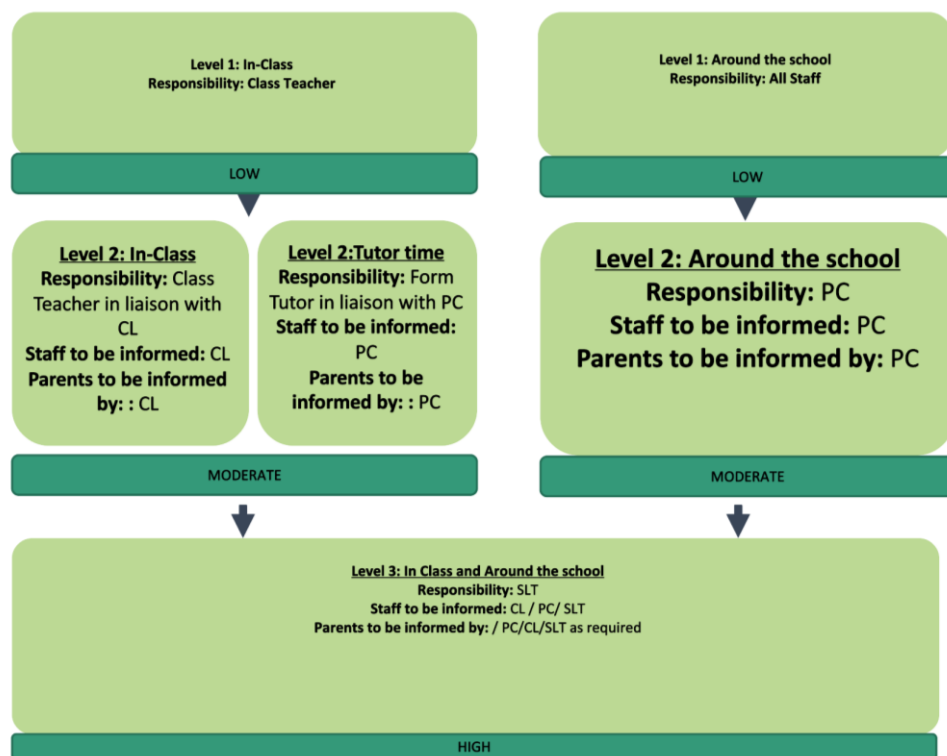 Level 1: In-Class
Responsibility: Class Teacher
LOW
Level 1: Around the school
Responsibility: All Staff
LOW
Level 2: In-Class
Responsibility: Class
Teacher in liaison with
CL
Staff to be informed: CL
Parents to be informed
by: : CL
Level 2:Tutor time
Responsibility: Form
Tutor in liaison with PC
Staff to be informed:
PC
Parents to be
informed by: : PC
MODERATE
Level 2: Around the school
Responsibility: PC
Staff to be informed: PC
Parents to be informed by: PC
MODERATE
Level 3: In Class and Around the school
Responsibility: SLT
Staff to be informed: CL / PC/ SLT
Parents to be informed by: / PC/CL/SLT as required
HIGH